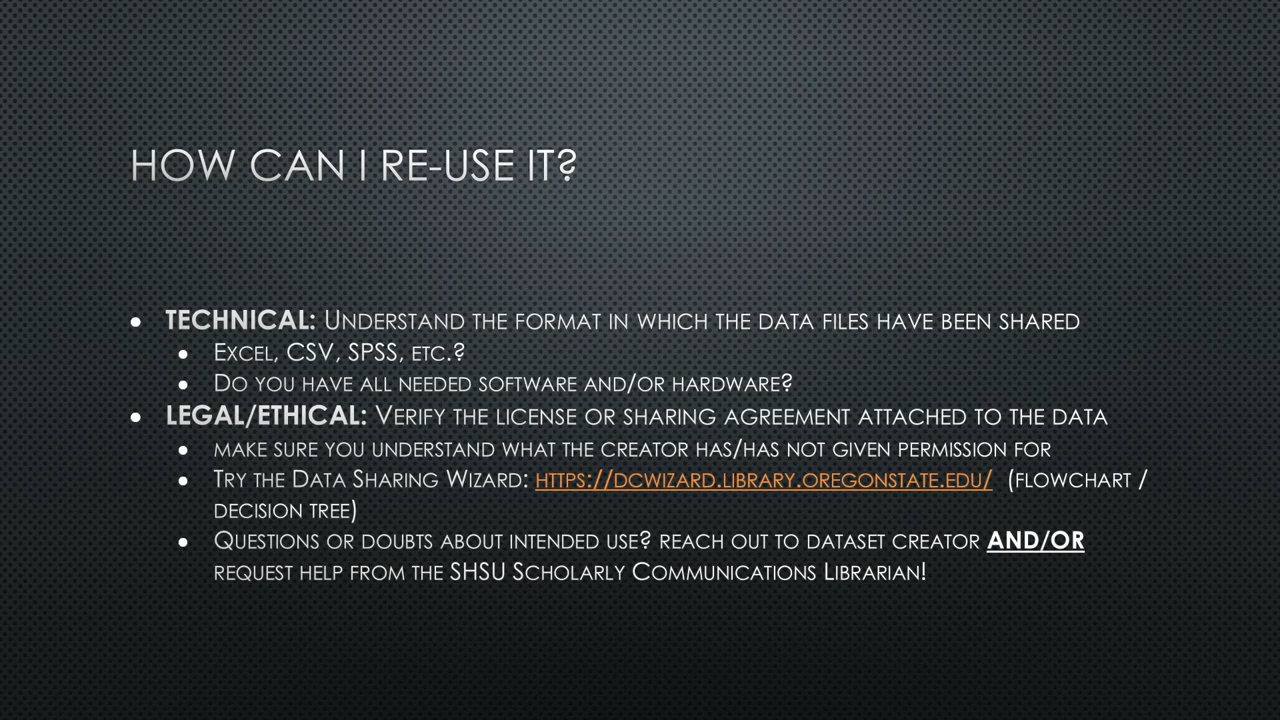 HOW CAN I RE-USE IT?
• TECHNICAL: Understand the format in which the data files have been shared
• Excel, CSV, SPSS, etc.?
• Do you have all needed software and/or hardware?
• LEGAL/ETHICAL: Verify the license or sharing agreement attached to the data
• make sure you understand what the creator has/has not given permission for
• Try the Data Sharing Wizard: https://dcwizard.library.oregonstate.edu/ (flowchart /
decision tree)
• Questions or doubts about intended use? reach out to dataset creator AND/OR
request help from the SHSU Scholarly Communications Librarian!